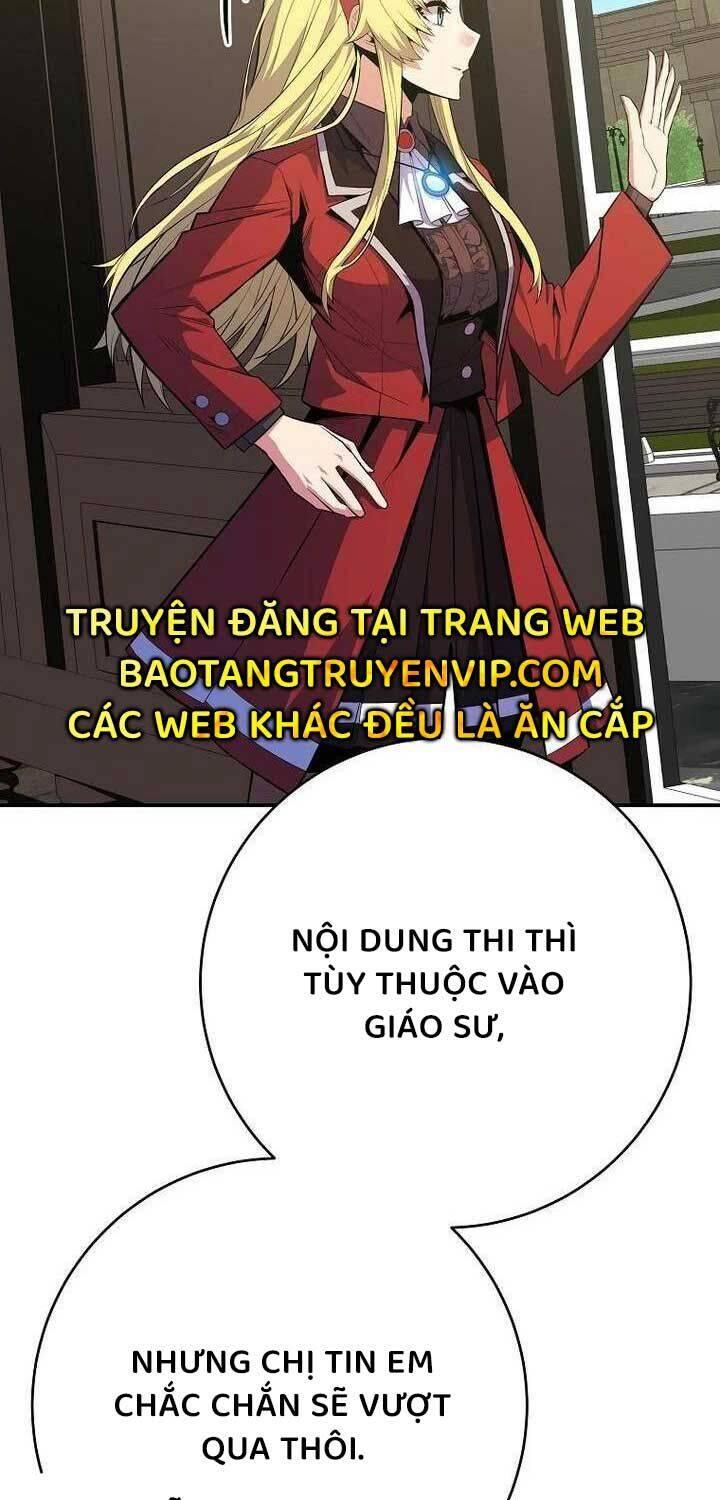 TRUYỆN ĐĂNG TẠI TRANG WEB
BAOTANGTRUYENVIP.COM
CÁC WEB KHÁC ĐỀU LÀ ĂN CẮP
NỘI DUNG THI THÌ
TÙY THUỘC VÀO
GIÁO SƯ,
NHƯNG CHỊ TIN EM
CHẮC CHẮN SẼ VƯỢT
QUA THÔI.